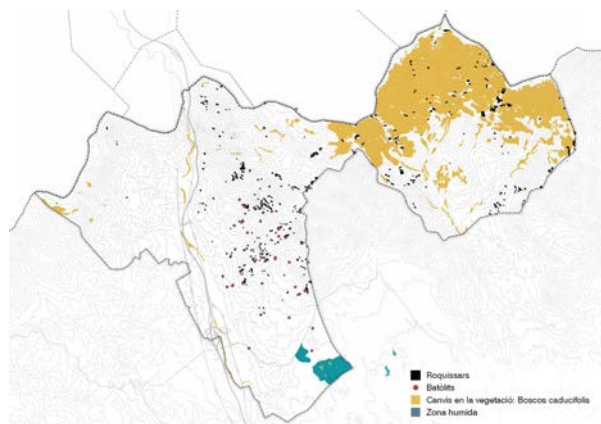 Roquissars
Batòlits
Canvis en la vegetació: Boscos caducifolis
Zona humida